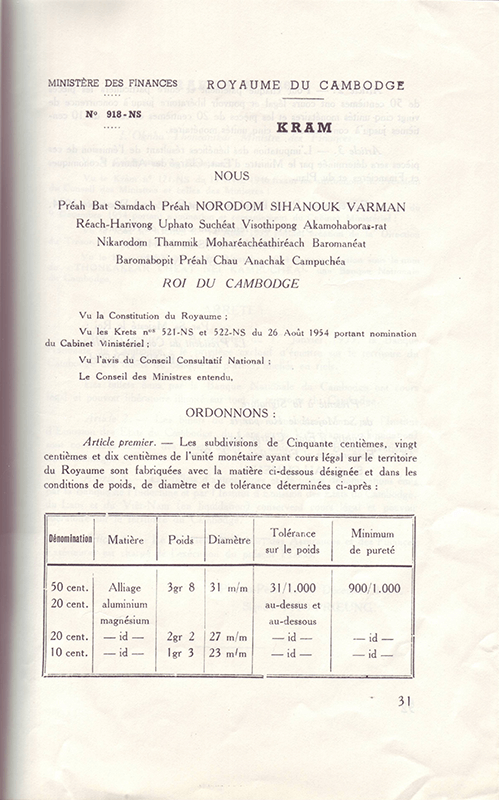 MINISTÈRE DES FINANCES
ROYAUME DU CAMBODGE
Nº 918-NS
KRAM
NOUS
Préah Bat Samdach Préah NORODOM SIHANOUK VARMAN
Réach-Harivong Uphato Suchéat Visothipong Akamohaboras-rat
Nikarodom Thammik Moharéachéathiréach Baromanéat
Baromabopit Préah Chau Anachak Campuchéa
ROI DU CAMBODGE
Vu la Constitution du Royaume ;
Vu les Krets nos 521-NS et 522-NS du 26 Août 1954 portant nomination
du Cabinet Ministériel ;
Vu l'avis du Conseil Consultatif National ;
Le Conseil des Ministres entendu,
ORDONNONS :
Article premier. — Les subdivisions de Cinquante centièmes, vingt
centièmes et dix centièmes de l'unité monétaire ayant cours légal sur le territoire
du Royaume sont fabriquées avec la matière ci-dessous désignée et dans les
conditions de poids, de diamètre et de tolérance déterminées ci-après :
Dénomination Matière Poids Diamètre Tolérance sur le poids Minimum de pureté
50 cent. Alliage 3gr 8 31 m/m 31/1.000 900/1.000
20 cent. aluminium au-dessus et
magnésium au-dessous
20 cent. — id — 2gr 2 27 m/m — id — — id —
10 cent. — id — 1gr 3 23 m/m — id — — id —
31